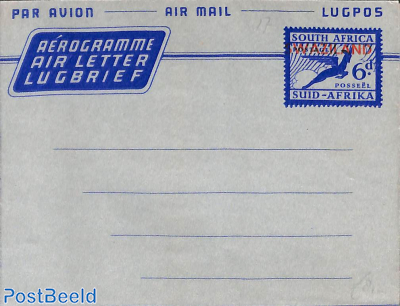 PAR AVION — AIR MAIL — LUGPOS
AÉROGRAMME
AIR LETTER
LUGBRIEF
SOUTH AFRICA
SWAZILAND
6d
POSSEËL
SUID-AFRIKA
PostBeeld